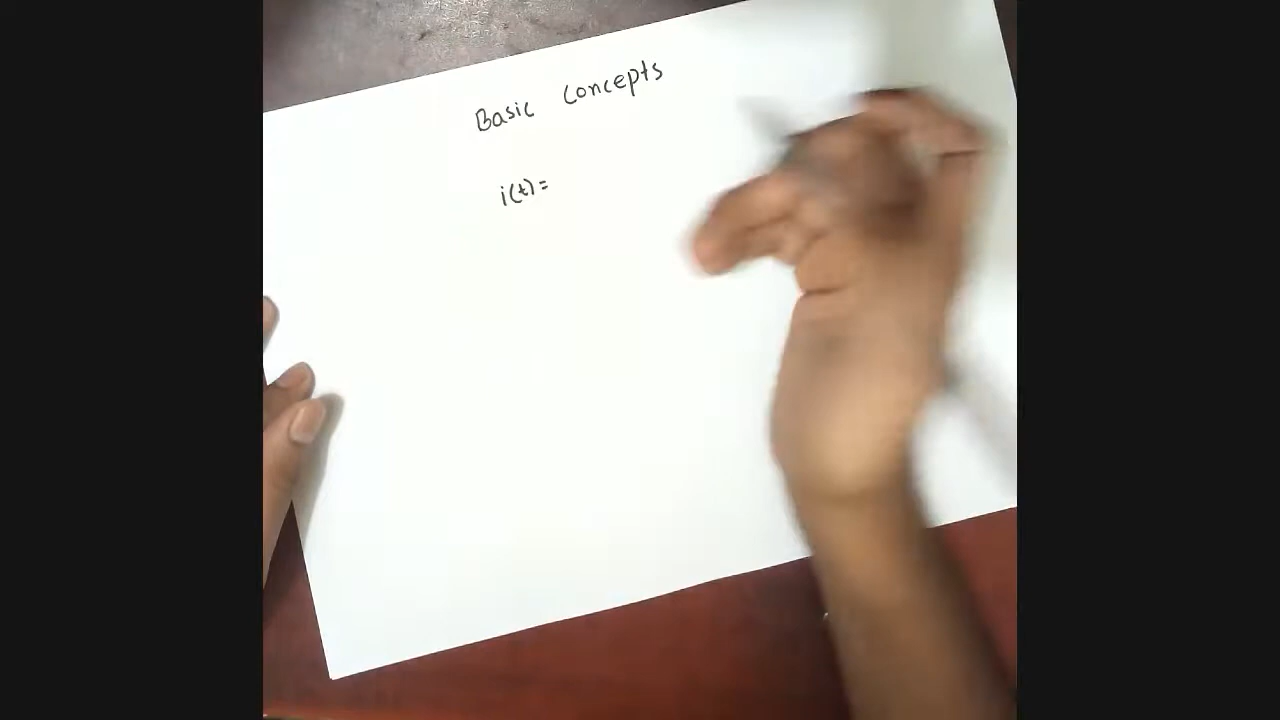 Basic Concepts
i(t) =